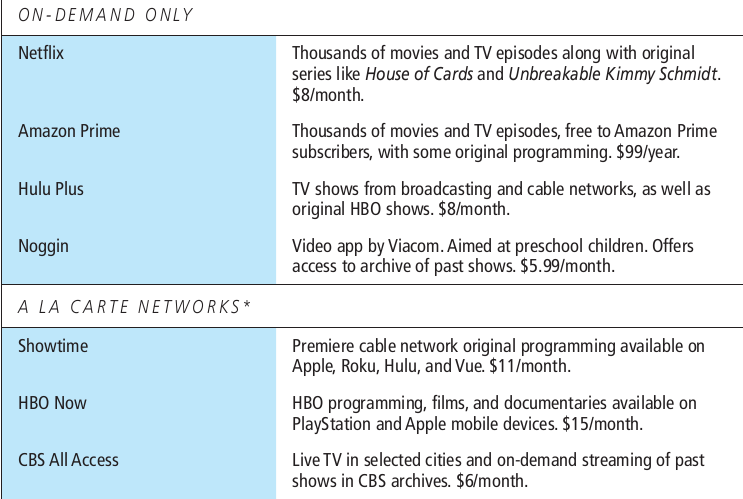 ON-DEMAND ONLY
Netflix
Thousands of movies and TV episodes along with original
series like House of Cards and Unbreakable Kimmy Schmidt.
$8/month.
Amazon Prime
Thousands of movies and TV episodes, free to Amazon Prime
subscribers, with some original programming. $99/year.
Hulu Plus
TV shows from broadcasting and cable networks, as well as
original HBO shows. $8/month.
Noggin
Video app by Viacom. Aimed at preschool children. Offers
access to archive of past shows. $5.99/month.
A LA CARTE NETWORKS*
Showtime
Premiere cable network original programming available on
Apple, Roku, Hulu, and Vue. $11/month.
HBO Now
HBO programming, films, and documentaries available on
PlayStation and Apple mobile devices. $15/month.
CBS All Access
Live TV in selected cities and on-demand streaming of past
shows in CBS archives. $6/month.